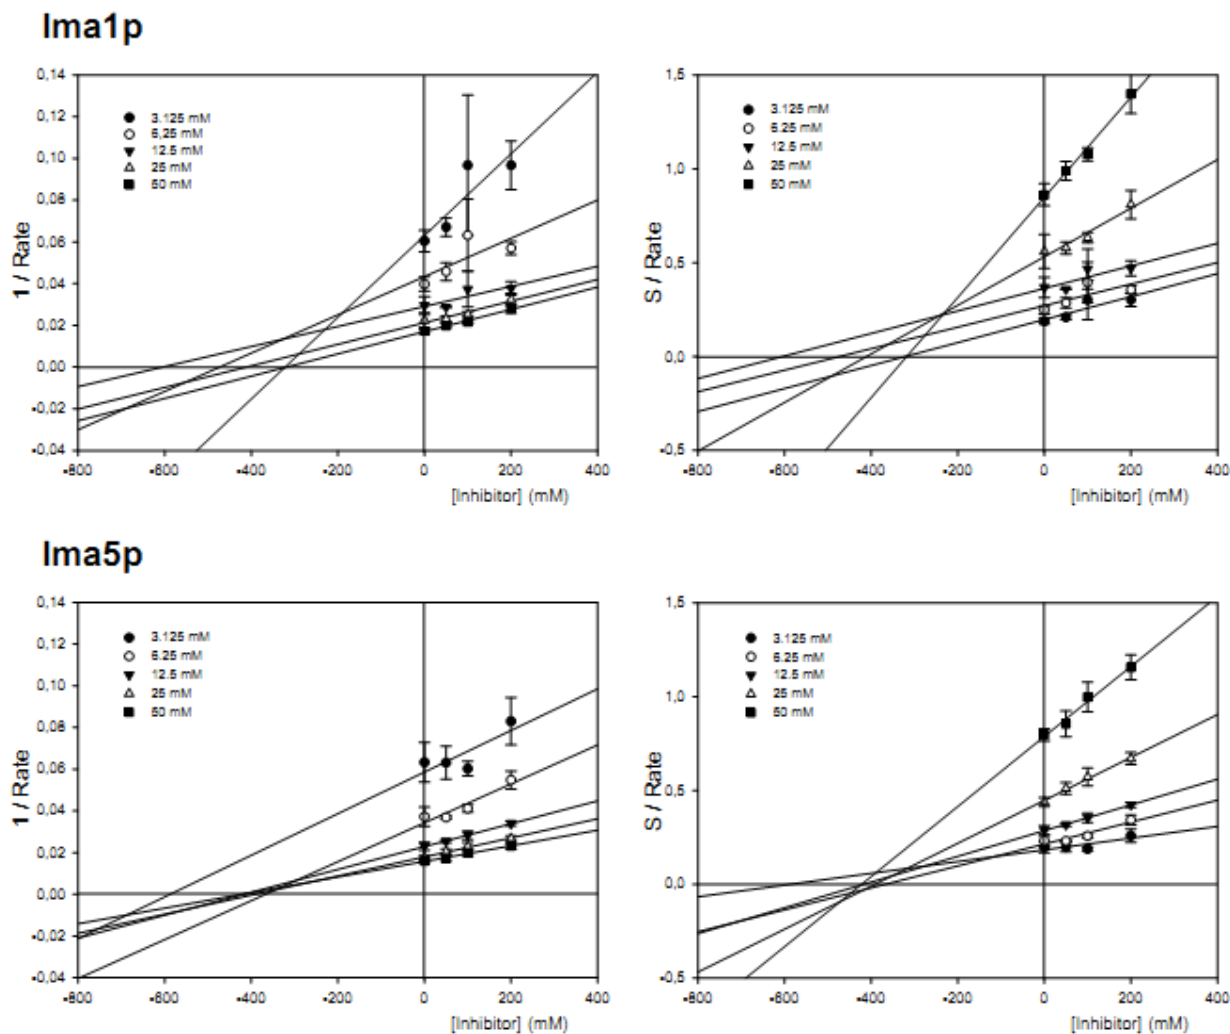 Ima1p
1 / Rate
0,14
0,12
0,10
0,08
0,06
0,04
0,02
0,00
-0,02
-0,04
3.125 mM
6,25 mM
12.5 mM
25 mM
50 mM
-800 -600 -400 -200 0 200 400
[Inhibitor] (mM)
S / Rate
1,5
1,0
0,5
0,0
-0,5
3.125 mM
6.25 mM
12.5 mM
25 mM
50 mM
-800 -600 -400 -200 0 200 400
[Inhibitor] (mM)
Ima5p
1 / Rate
0,14
0,12
0,10
0,08
0,06
0,04
0,02
0,00
-0,02
-0,04
3.125 mM
6.25 mM
12.5 mM
25 mM
50 mM
-800 -600 -400 -200 0 200 400
[Inhibitor] (mM)
S / Rate
1,5
1,0
0,5
0,0
-0,5
3.125 mM
6.25 mM
12.5 mM
25 mM
50 mM
-800 -600 -400 -200 0 200 400
[Inhibitor] (mM)